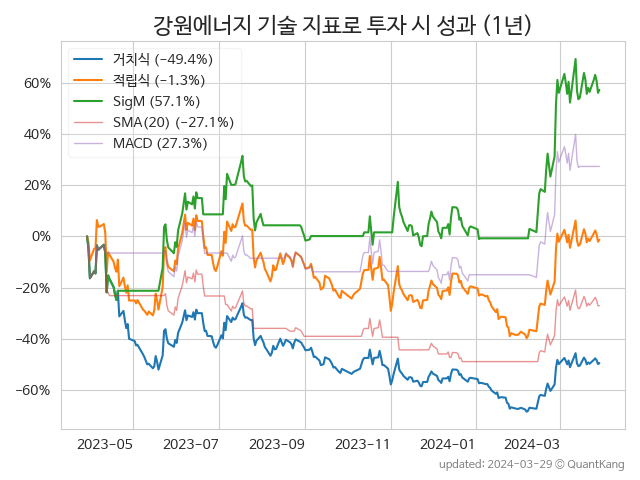 강원에너지 기술 지표로 투자 시 성과 (1년)
거치식 (−49.4%)
적립식 (−1.3%)
SigM (57.1%)
SMA(20) (−27.1%)
MACD (27.3%)
60%
40%
20%
0%
−20%
−40%
−60%
2023-05 2023-07 2023-09 2023-11 2024-01 2024-03
updated: 2024-03-29 © QuantKang